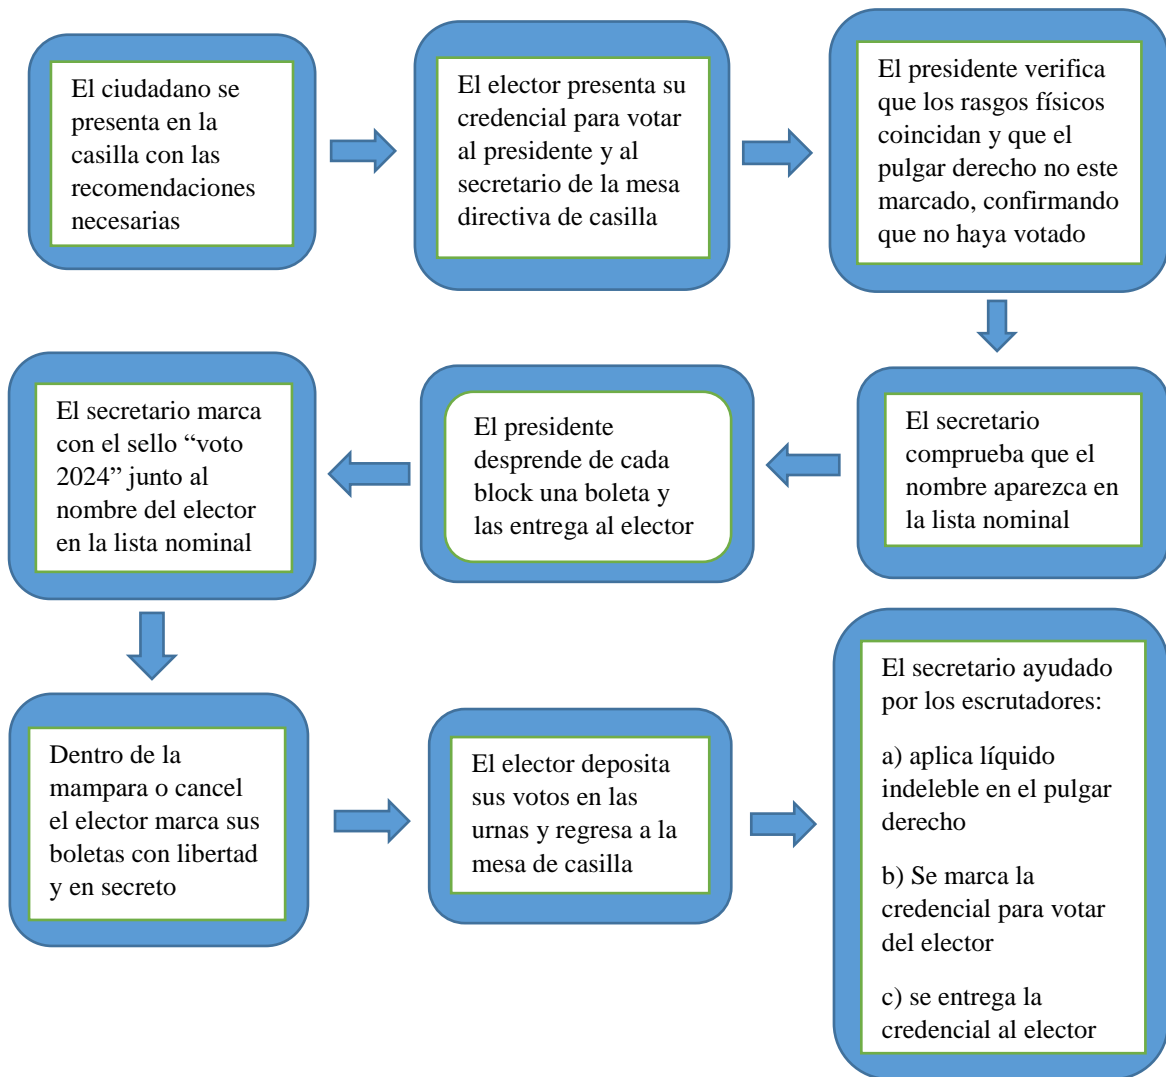 El ciudadano se
presenta en la
casilla con las
recomendaciones
necesarias
El elector presenta su
credencial para votar
al presidente y al
secretario de la mesa
directiva de casilla
El presidente verifica
que los rasgos físicos
coincidan y que el
pulgar derecho no este
marcado, confirmando
que no haya votado
El secretario
comprueba que el
nombre aparezca en
la lista nominal
El presidente
desprende de cada
block una boleta y
las entrega al elector
El secretario marca
con el sello “voto
2024” junto al
nombre del elector
en la lista nominal
Dentro de la
mampara o cancel
el elector marca sus
boletas con libertad
y en secreto
El elector deposita
sus votos en las
urnas y regresa a la
mesa de casilla
El secretario ayudado
por los escrutadores:
a) aplica líquido
indeleble en el pulgar
derecho
b) Se marca la
credencial para votar
del elector
c) se entrega la
credencial al elector